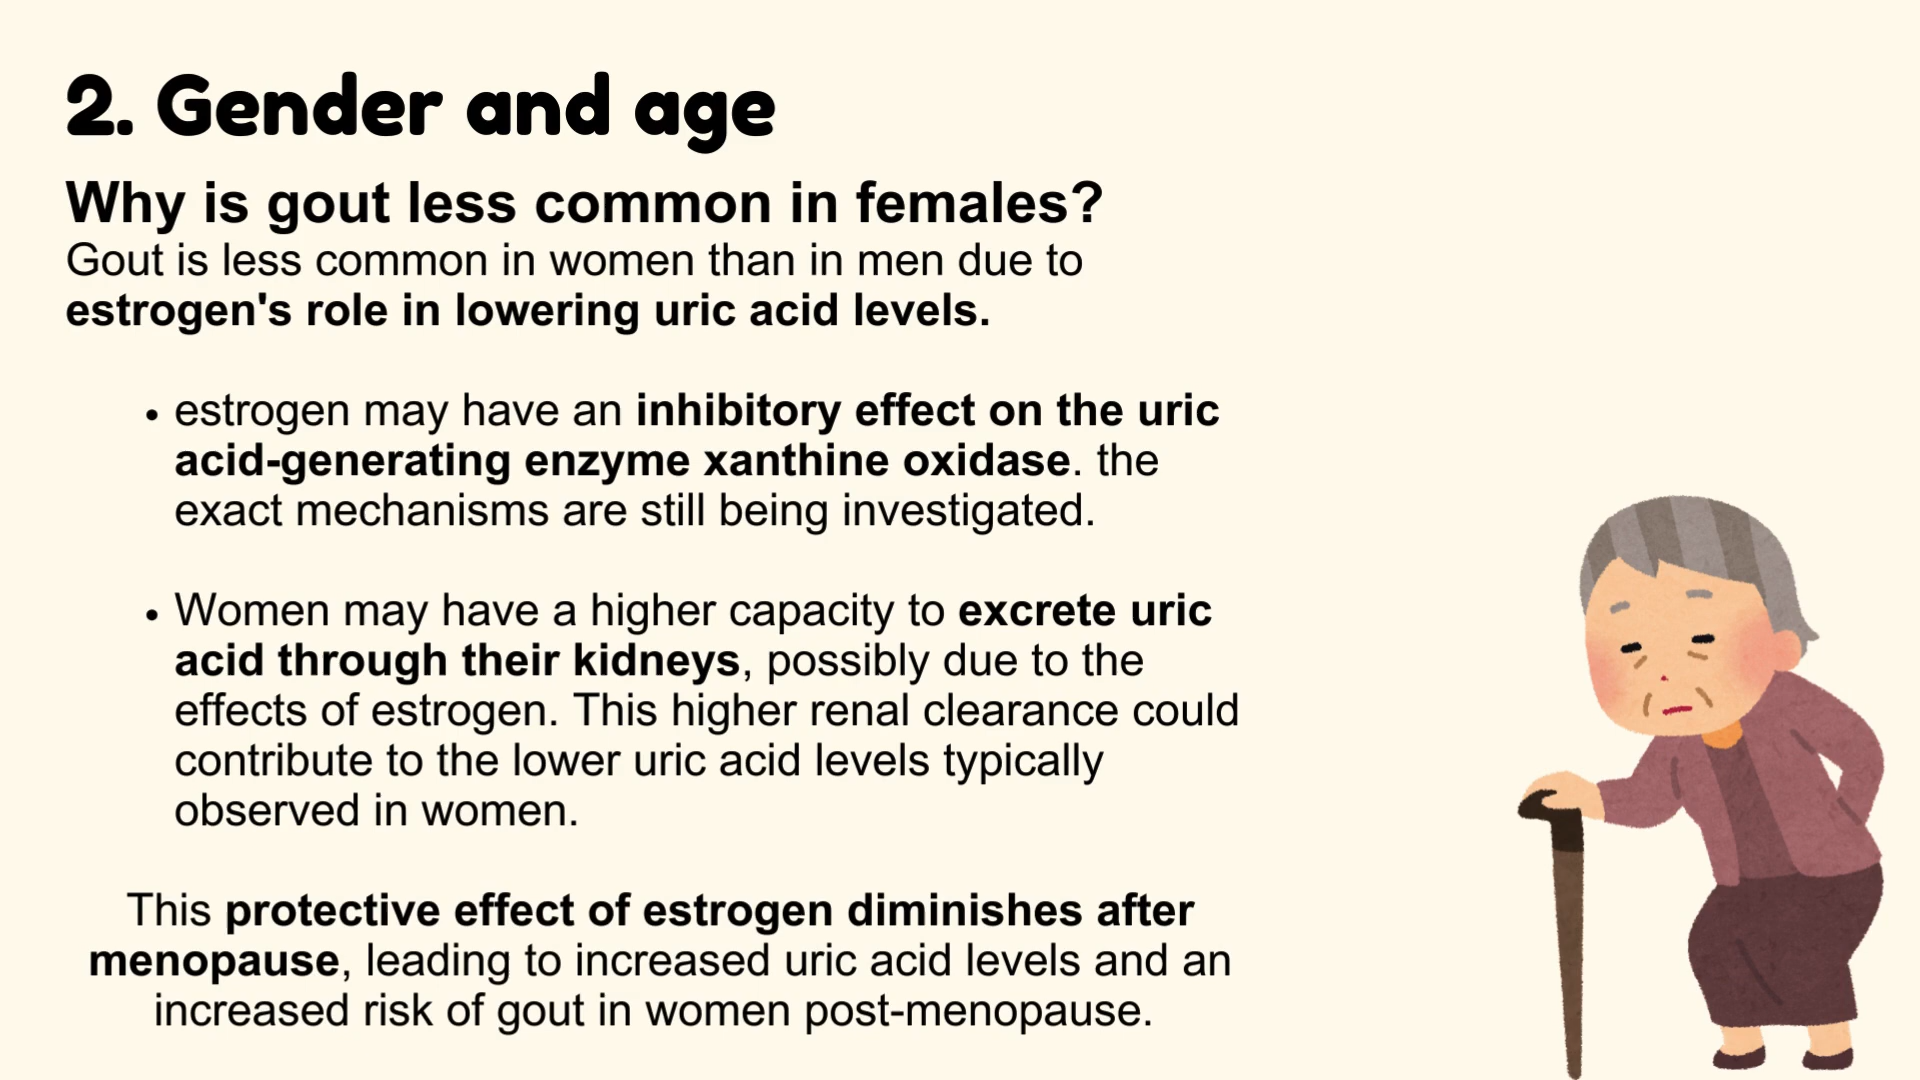 2. Gender and age
Why is gout less common in females?
Gout is less common in women than in men due to
estrogen's role in lowering uric acid levels.
• estrogen may have an inhibitory effect on the uric
acid-generating enzyme xanthine oxidase. the
exact mechanisms are still being investigated.
• Women may have a higher capacity to excrete uric
acid through their kidneys, possibly due to the
effects of estrogen. This higher renal clearance could
contribute to the lower uric acid levels typically
observed in women.
This protective effect of estrogen diminishes after
menopause, leading to increased uric acid levels and an
increased risk of gout in women post-menopause.